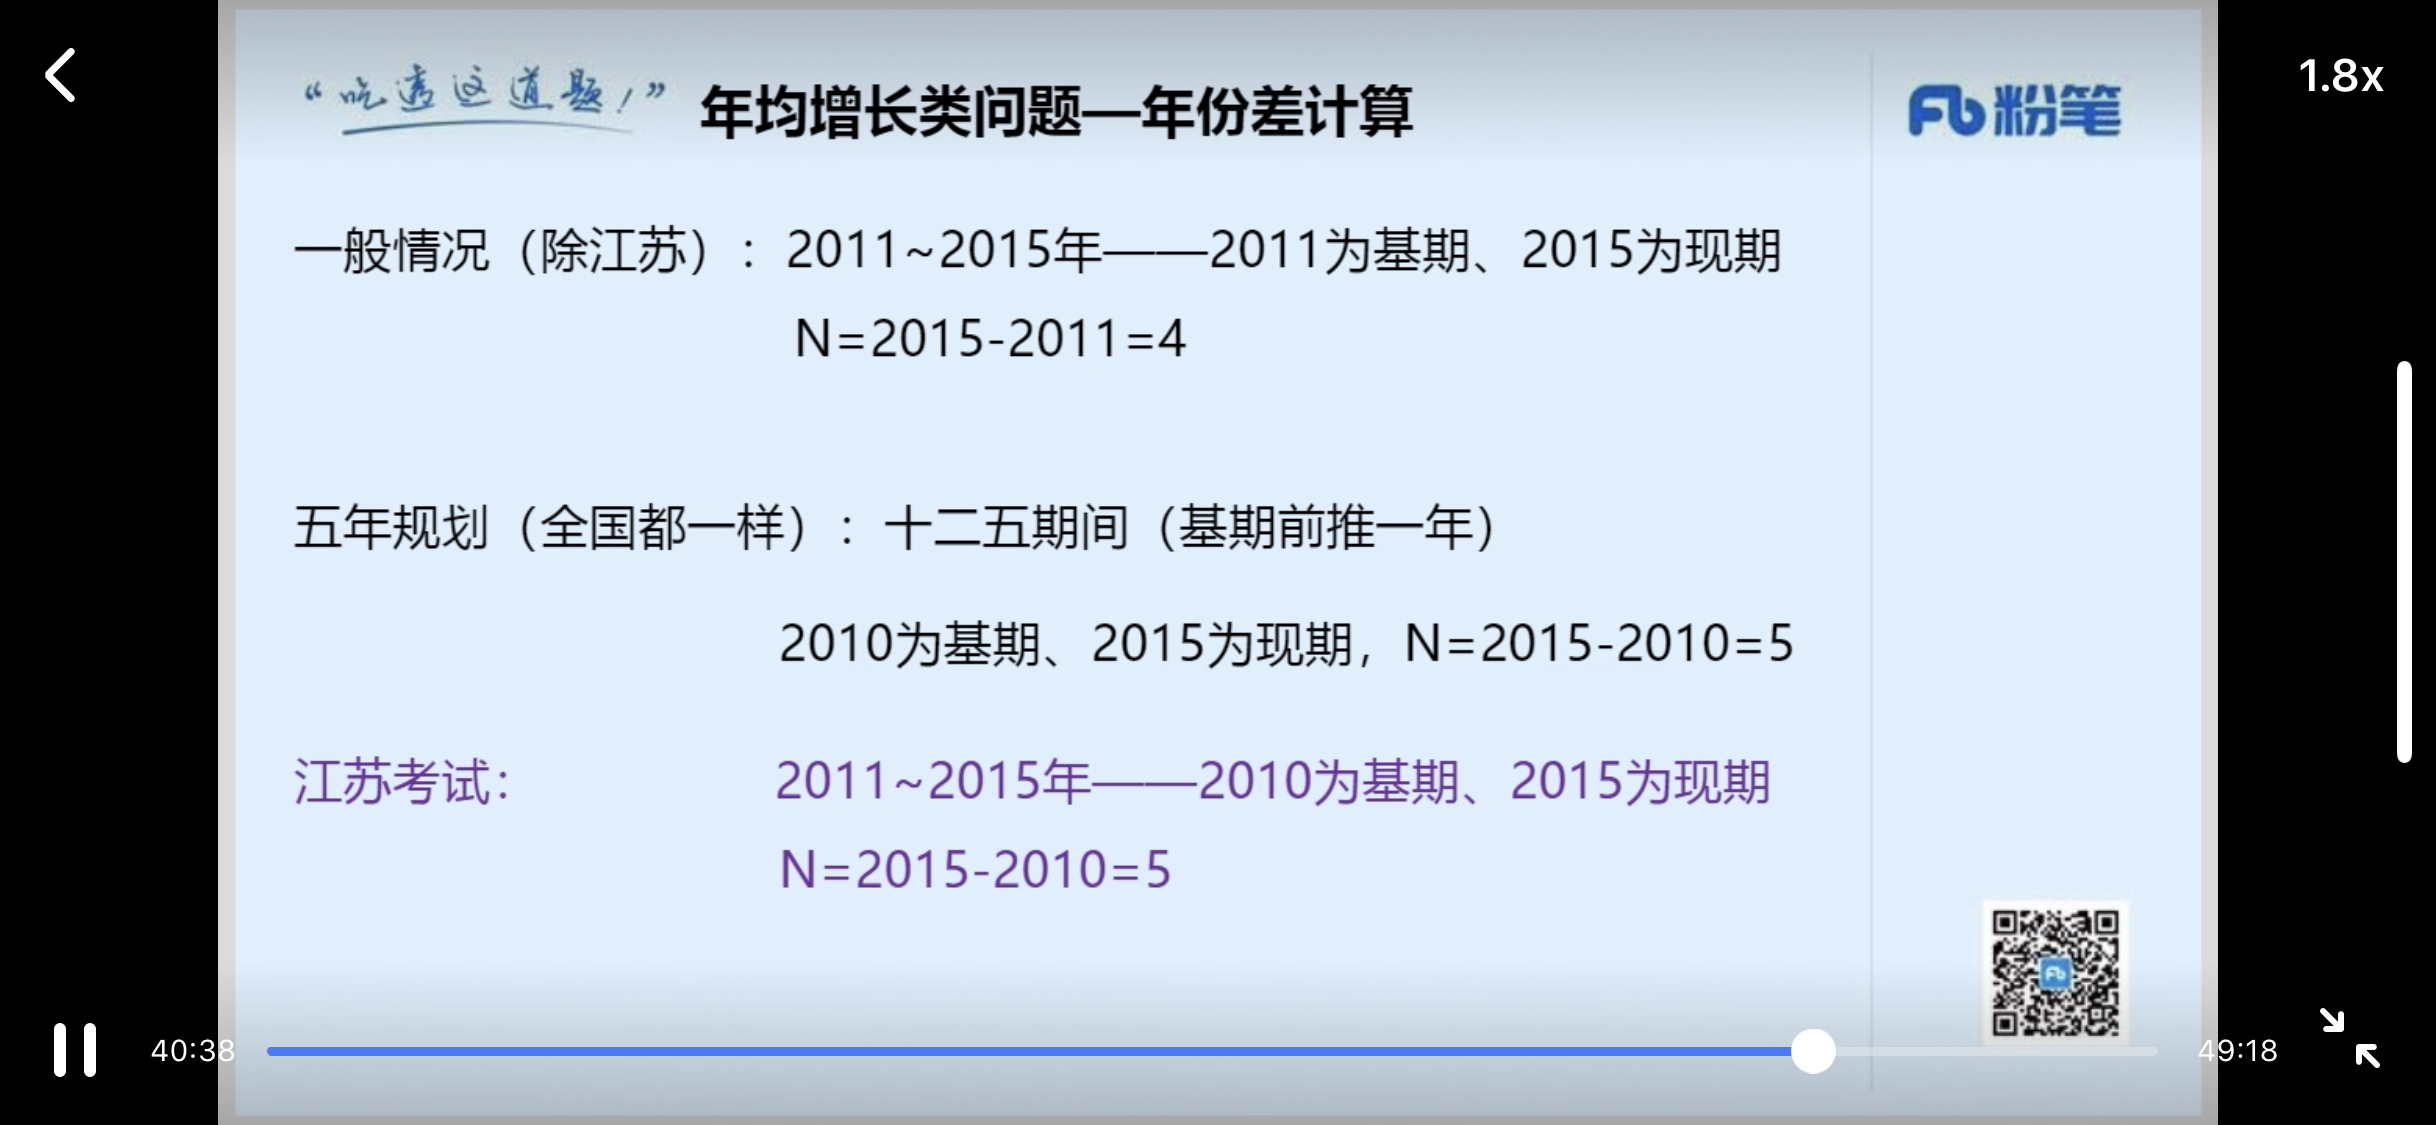 1.8x
“吃透这道题！” 年均增长类问题—年份差计算
Fb粉笔
一般情况（除江苏）：2011~2015年——2011为基期、2015为现期
N=2015-2011=4
五年规划（全国都一样）：十二五期间（基期前推一年）
2010为基期、2015为现期，N=2015-2010=5
江苏考试：2011~2015年——2010为基期、2015为现期
N=2015-2010=5
Fb
40:38
49:18